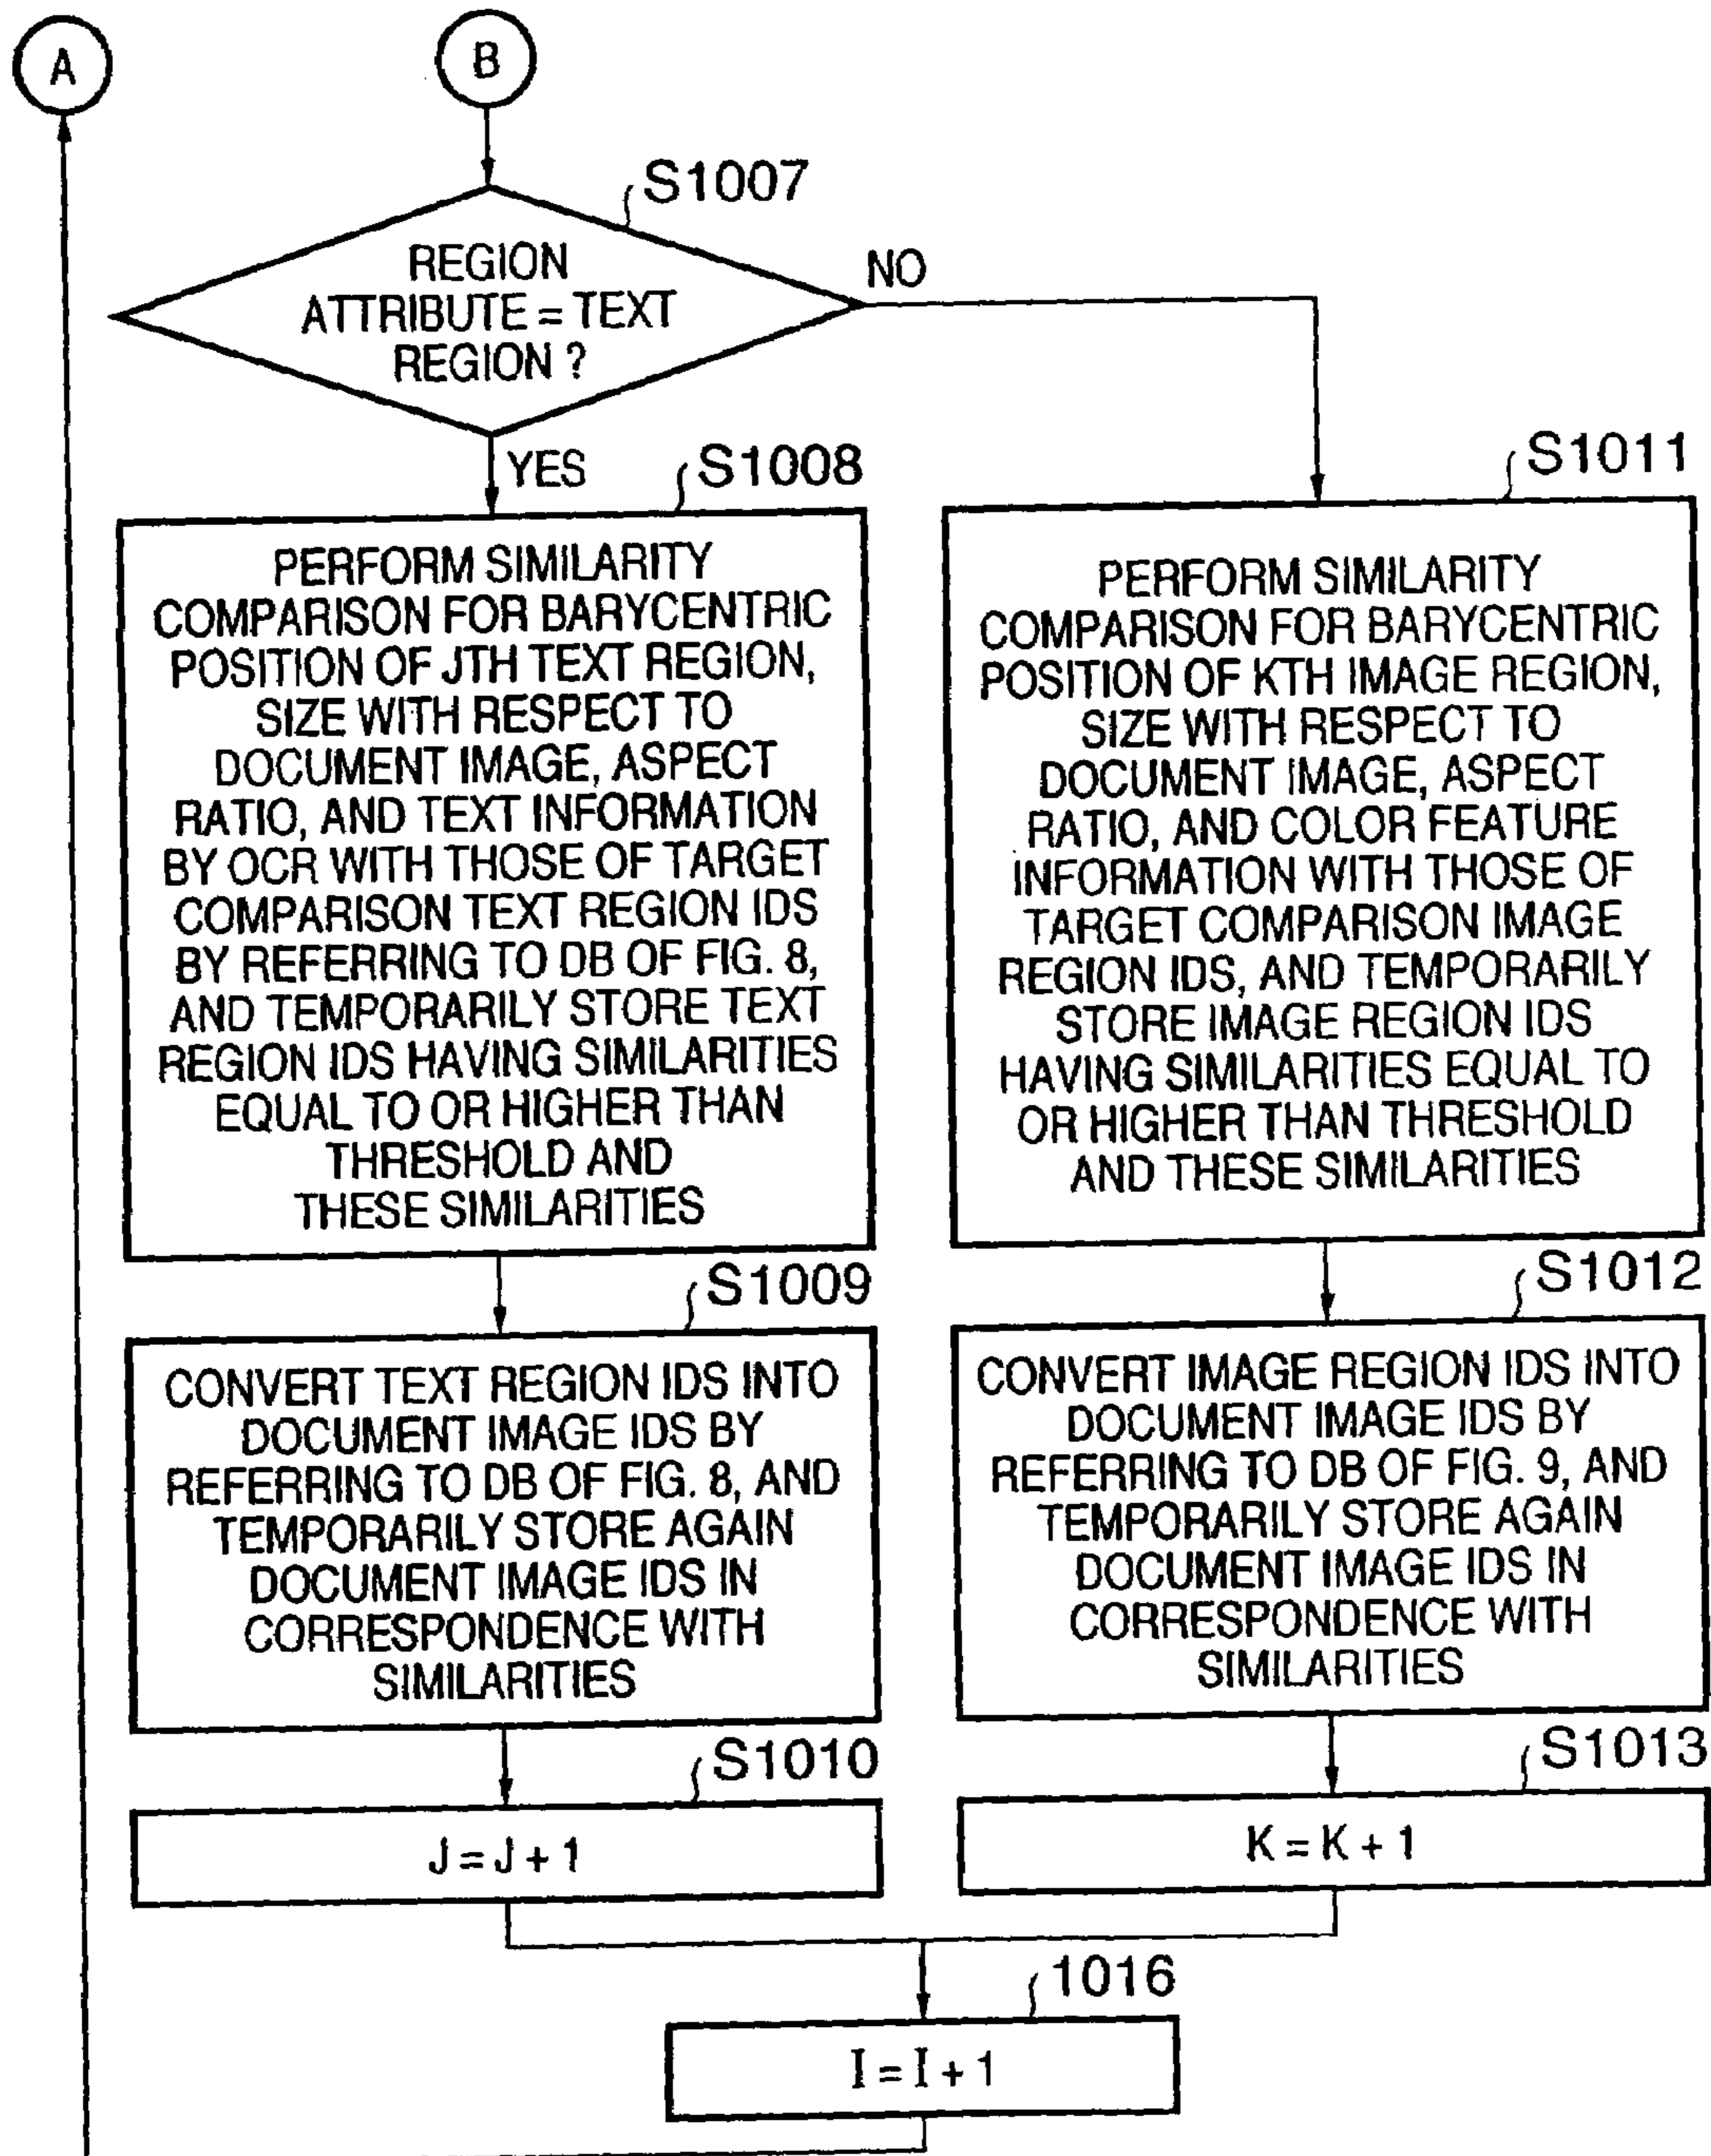 A
B
S1007
REGION
ATTRIBUTE = TEXT
REGION ?
NO
YES
S1008
PERFORM SIMILARITY
COMPARISON FOR BARYCENTRIC
POSITION OF JTH TEXT REGION,
SIZE WITH RESPECT TO
DOCUMENT IMAGE, ASPECT
RATIO, AND TEXT INFORMATION
BY OCR WITH THOSE OF TARGET
COMPARISON TEXT REGION IDS
BY REFERRING TO DB OF FIG. 8,
AND TEMPORARILY STORE TEXT
REGION IDS HAVING SIMILARITIES
EQUAL TO OR HIGHER THAN
THRESHOLD AND
THESE SIMILARITIES
S1011
PERFORM SIMILARITY
COMPARISON FOR BARYCENTRIC
POSITION OF KTH IMAGE REGION,
SIZE WITH RESPECT TO
DOCUMENT IMAGE, ASPECT
RATIO, AND COLOR FEATURE
INFORMATION WITH THOSE OF
TARGET COMPARISON IMAGE
REGION IDS, AND TEMPORARILY
STORE IMAGE REGION IDS
HAVING SIMILARITIES EQUAL TO
OR HIGHER THAN THRESHOLD
AND THESE SIMILARITIES
S1009
CONVERT TEXT REGION IDS INTO
DOCUMENT IMAGE IDS BY
REFERRING TO DB OF FIG. 8, AND
TEMPORARILY STORE AGAIN
DOCUMENT IMAGE IDS IN
CORRESPONDENCE WITH
SIMILARITIES
S1012
CONVERT IMAGE REGION IDS INTO
DOCUMENT IMAGE IDS BY
REFERRING TO DB OF FIG. 9, AND
TEMPORARILY STORE AGAIN
DOCUMENT IMAGE IDS IN
CORRESPONDENCE WITH
SIMILARITIES
S1010
J = J + 1
S1013
K = K + 1
1016
I = I + 1